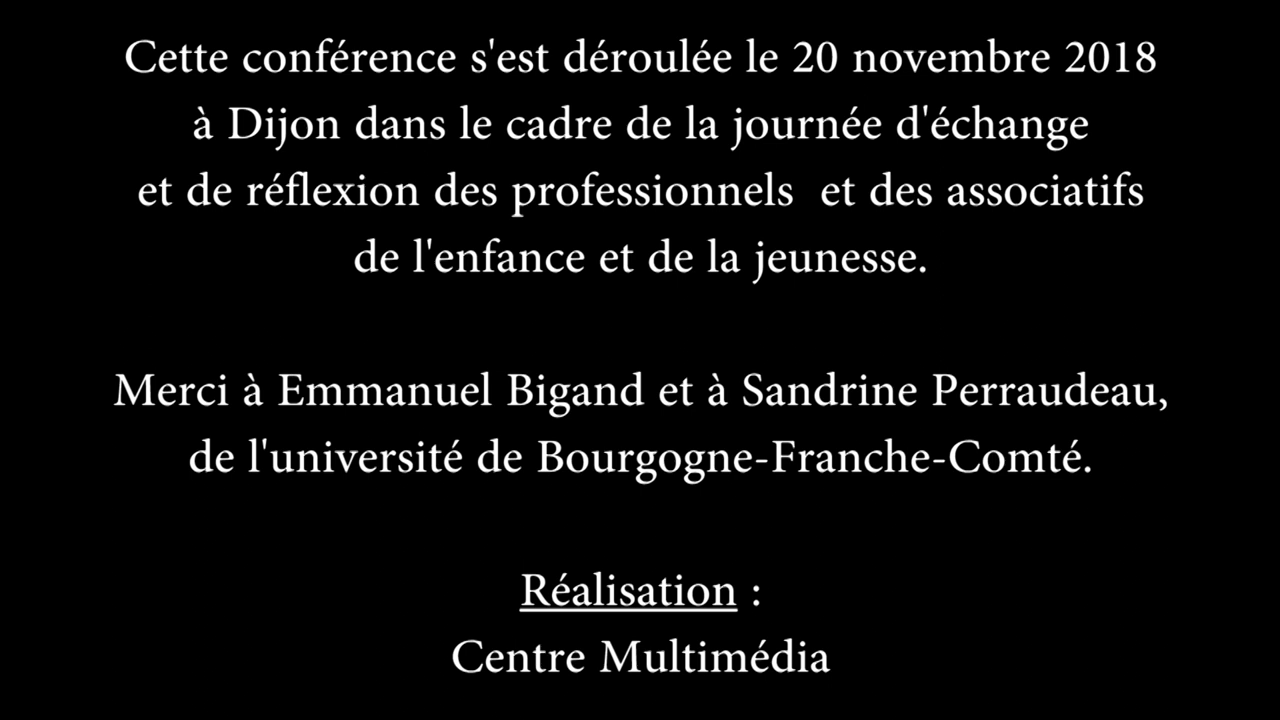 Cette conférence s'est déroulée le 20 novembre 2018
à Dijon dans le cadre de la journée d'échange
et de réflexion des professionnels  et des associatifs
de l'enfance et de la jeunesse.
Merci à Emmanuel Bigand et à Sandrine Perraudeau,
de l'université de Bourgogne-Franche-Comté.
Réalisation :
Centre Multimédia